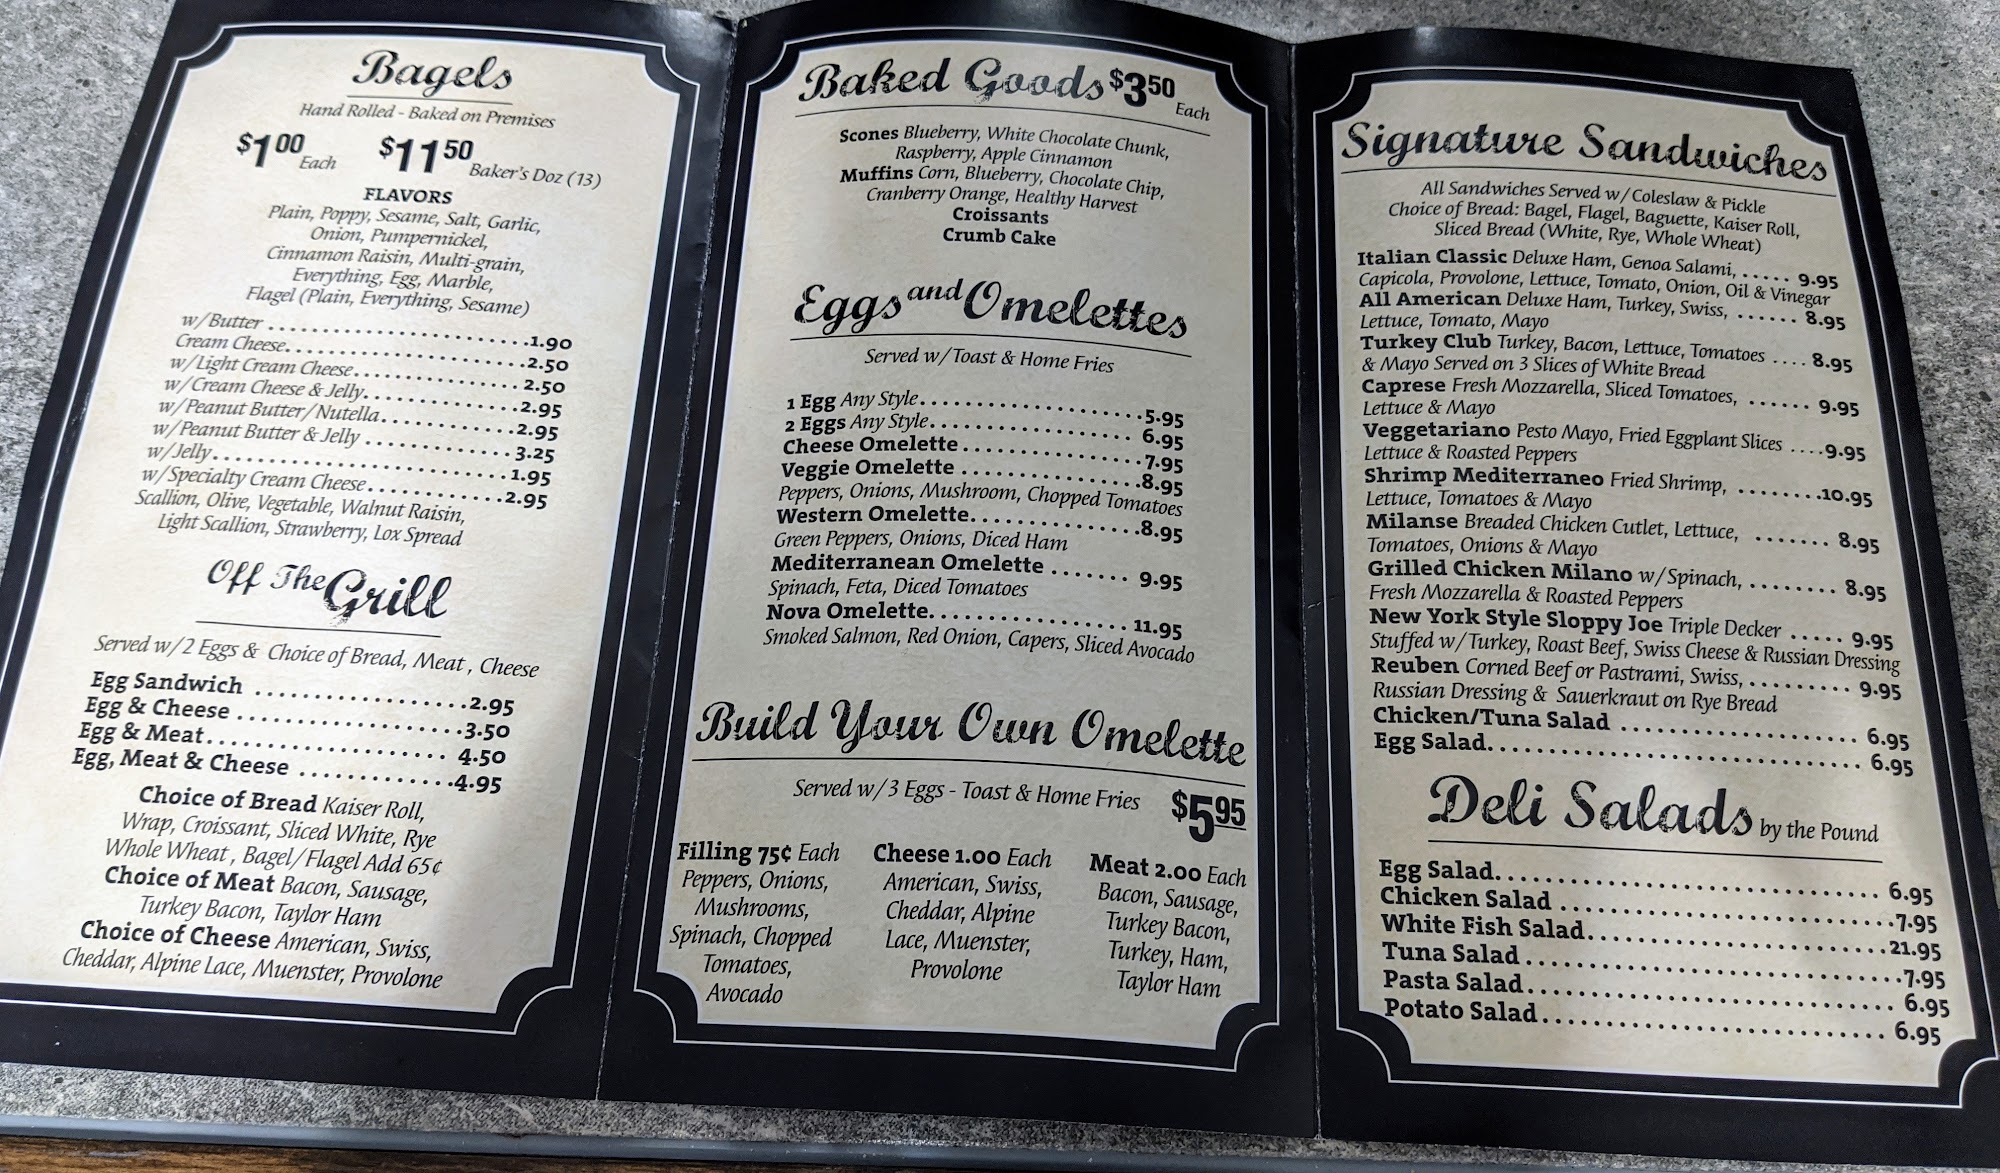 Bagels
Hand Rolled - Baked on Premises
$1.00 Each $11.50 Baker's Doz (13)
FLAVORS
Plain, Poppy, Sesame, Salt, Garlic,
Onion, Pumpernickel,
Cinnamon Raisin, Multi-grain,
Everything, Egg, Marble,
Flagel (Plain, Everything, Sesame)
w/Butter ..............................1.90
Cream Cheese..............................2.50
w/Light Cream Cheese.................... 2.50
w/Cream Cheese & Jelly....................2.95
w/Peanut Butter/Nutella..................2.95
w/Peanut Butter & Jelly ....................3.25
w/Jelly......................................1.95
w/Specialty Cream Cheese................2.95
Scallion, Olive, Vegetable, Walnut Raisin,
Light Scallion, Strawberry, Lox Spread
Off The Grill
Served w/2 Eggs & Choice of Bread, Meat , Cheese
Egg Sandwich ........................2.95
Egg & Cheese ..........................3.50
Egg & Meat............................ 4.50
Egg, Meat & Cheese .................4.95
Choice of Bread Kaiser Roll,
Wrap, Croissant, Sliced White, Rye
Whole Wheat , Bagel/Flagel Add 65¢
Choice of Meat Bacon, Sausage,
Turkey Bacon, Taylor Ham
Choice of Cheese American, Swiss,
Cheddar, Alpine Lace, Muenster, Provolone
Baked Goods $3.50 Each
Scones Blueberry, White Chocolate Chunk,
Raspberry, Apple Cinnamon
Muffins Corn, Blueberry, Chocolate Chip,
Cranberry Orange, Healthy Harvest
Croissants
Crumb Cake
Eggs and Omelettes
Served w/Toast & Home Fries
1 Egg Any Style..........................5.95
2 Eggs Any Style........................ 6.95
Cheese Omelette......................7.95
Veggie Omelette ......................8.95
Peppers, Onions, Mushroom, Chopped Tomatoes
Western Omelette.....................8.95
Green Peppers, Onions, Diced Ham
Mediterranean Omelette ....... 9.95
Spinach, Feta, Diced Tomatoes
Nova Omelette......................... 11.95
Smoked Salmon, Red Onion, Capers, Sliced Avocado
Build Your Own Omelette
Served w/3 Eggs - Toast & Home Fries $5.95
Filling 75¢ Each
Peppers, Onions,
Mushrooms,
Spinach, Chopped
Tomatoes,
Avocado
Cheese 1.00 Each
American, Swiss,
Cheddar, Alpine
Lace, Muenster,
Provolone
Meat 2.00 Each
Bacon, Sausage,
Turkey Bacon,
Turkey, Ham,
Taylor Ham
Signature Sandwiches
All Sandwiches Served w/Coleslaw & Pickle
Choice of Bread: Bagel, Flagel, Baguette, Kaiser Roll,
Sliced Bread (White, Rye, Whole Wheat)
Italian Classic Deluxe Ham, Genoa Salami, ..... 9.95
Capicola, Provolone, Lettuce, Tomato, Onion, Oil & Vinegar
All American Deluxe Ham, Turkey, Swiss, ...... 8.95
Lettuce, Tomato, Mayo
Turkey Club Turkey, Bacon, Lettuce, Tomatoes .... 8.95
& Mayo Served on 3 Slices of White Bread
Caprese Fresh Mozzarella, Sliced Tomatoes, ...... 9.95
Lettuce & Mayo
Veggetariano Pesto Mayo, Fried Eggplant Slices ....9.95
Lettuce & Roasted Peppers
Shrimp Mediterraneo Fried Shrimp, ........10.95
Lettuce, Tomatoes & Mayo
Milanse Breaded Chicken Cutlet, Lettuce, ....... 8.95
Tomatoes, Onions & Mayo
Grilled Chicken Milano w/Spinach, ........ 8.95
Fresh Mozzarella & Roasted Peppers
New York Style Sloppy Joe Triple Decker ..... 9.95
Stuffed w/Turkey, Roast Beef, Swiss Cheese & Russian Dressing
Reuben Corned Beef or Pastrami, Swiss,......... 9.95
Russian Dressing & Sauerkraut on Rye Bread
Chicken/Tuna Salad .................... 6.95
Egg Salad................................. 6.95
Deli Salads by the Pound
Egg Salad.................................. 6.95
Chicken Salad .............................7.95
White Fish Salad.........................21.95
Tuna Salad................................7.95
Pasta Salad................................ 6.95
Potato Salad.............................. 6.95